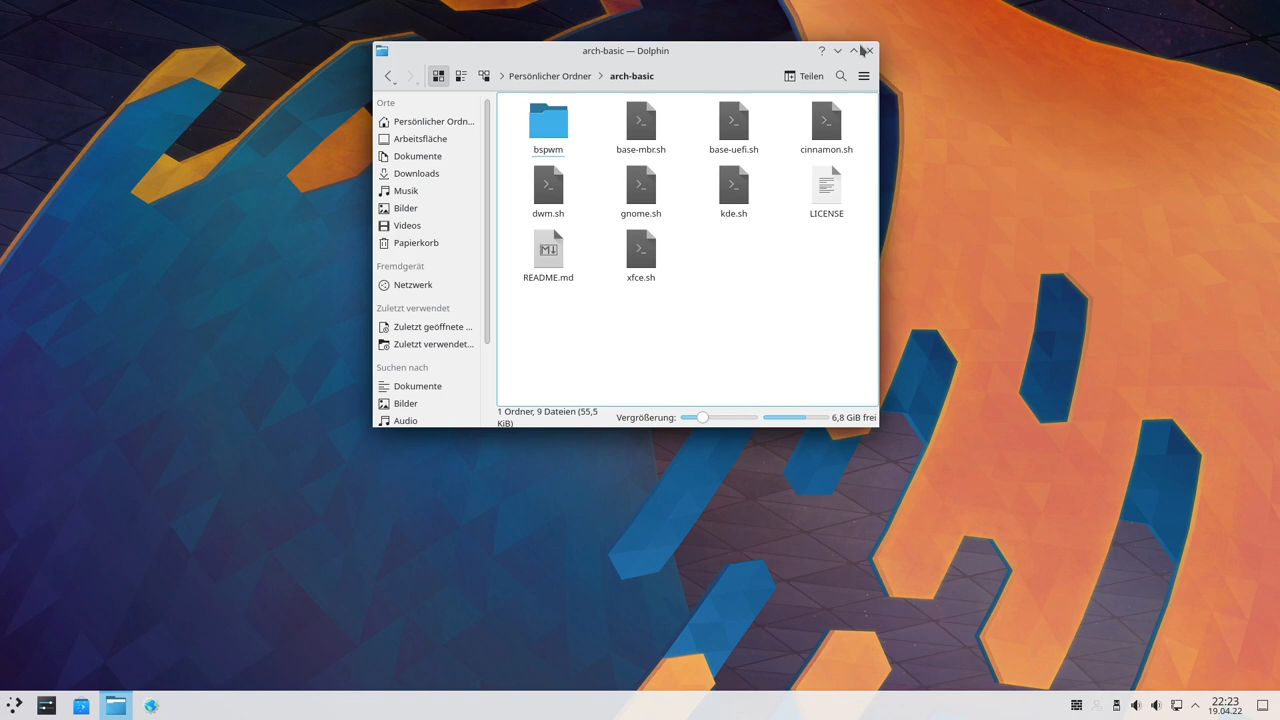 arch-basic — Dolphin
Persönlicher Ordner
arch-basic
Teilen
Orte
Persönlicher Ordn...
Arbeitsfläche
Dokumente
Downloads
Musik
Bilder
Videos
Papierkorb
Fremdgerät
Netzwerk
Zuletzt verwendet
Zuletzt geöffnete ...
Zuletzt verwendet...
Suchen nach
Dokumente
Bilder
Audio
bspwm
base-mbr.sh
base-uefi.sh
cinnamon.sh
dwm.sh
gnome.sh
kde.sh
LICENSE
README.md
xfce.sh
1 Ordner, 9 Dateien (55,5
KiB)
Vergrößerung:
6,8 GiB frei
22:23
19.04.22